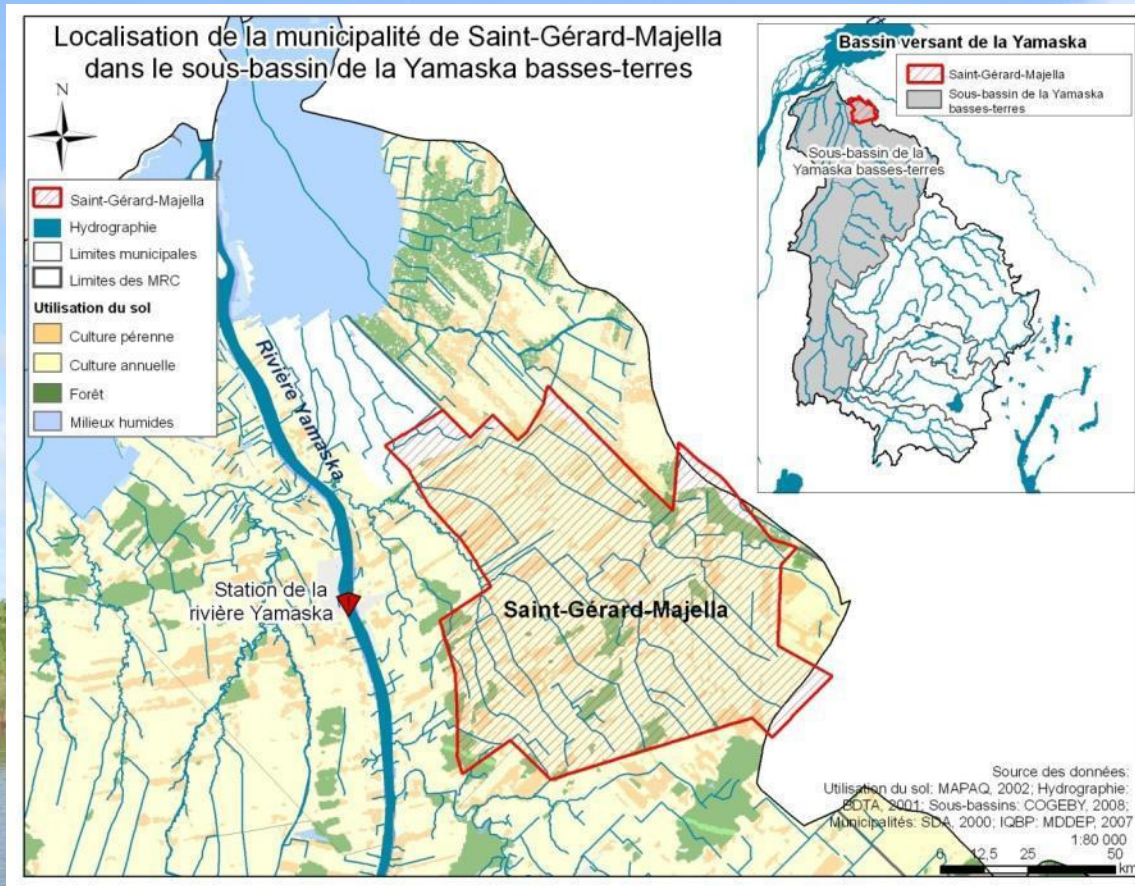 Localisation de la municipalité de Saint-Gérard-Majella
dans le sous-bassin de la Yamaska basses-terres
N
Saint-Gérard-Majella
Hydrographie
Limites municipales
Limites des MRC
Utilisation du sol
Culture pérenne
Culture annuelle
Forêt
Milieux humides
Rivière Yamaska
Station de la
rivière Yamaska
Saint-Gérard-Majella
Bassin versant de la Yamaska
Saint-Gérard-Majella
Sous-bassin de la Yamaska
basses-terres
Sous-bassin de la
Yamaska basses-terres
Source des données:
Utilisation du sol: MAPAQ, 2002; Hydrographie:
BDTA, 2001; Sous-bassins: COGEBY, 2008;
Municipalités: SDA, 2000; IQBP: MDDEP, 2007
1:80 000
0 12,5 25 50
km